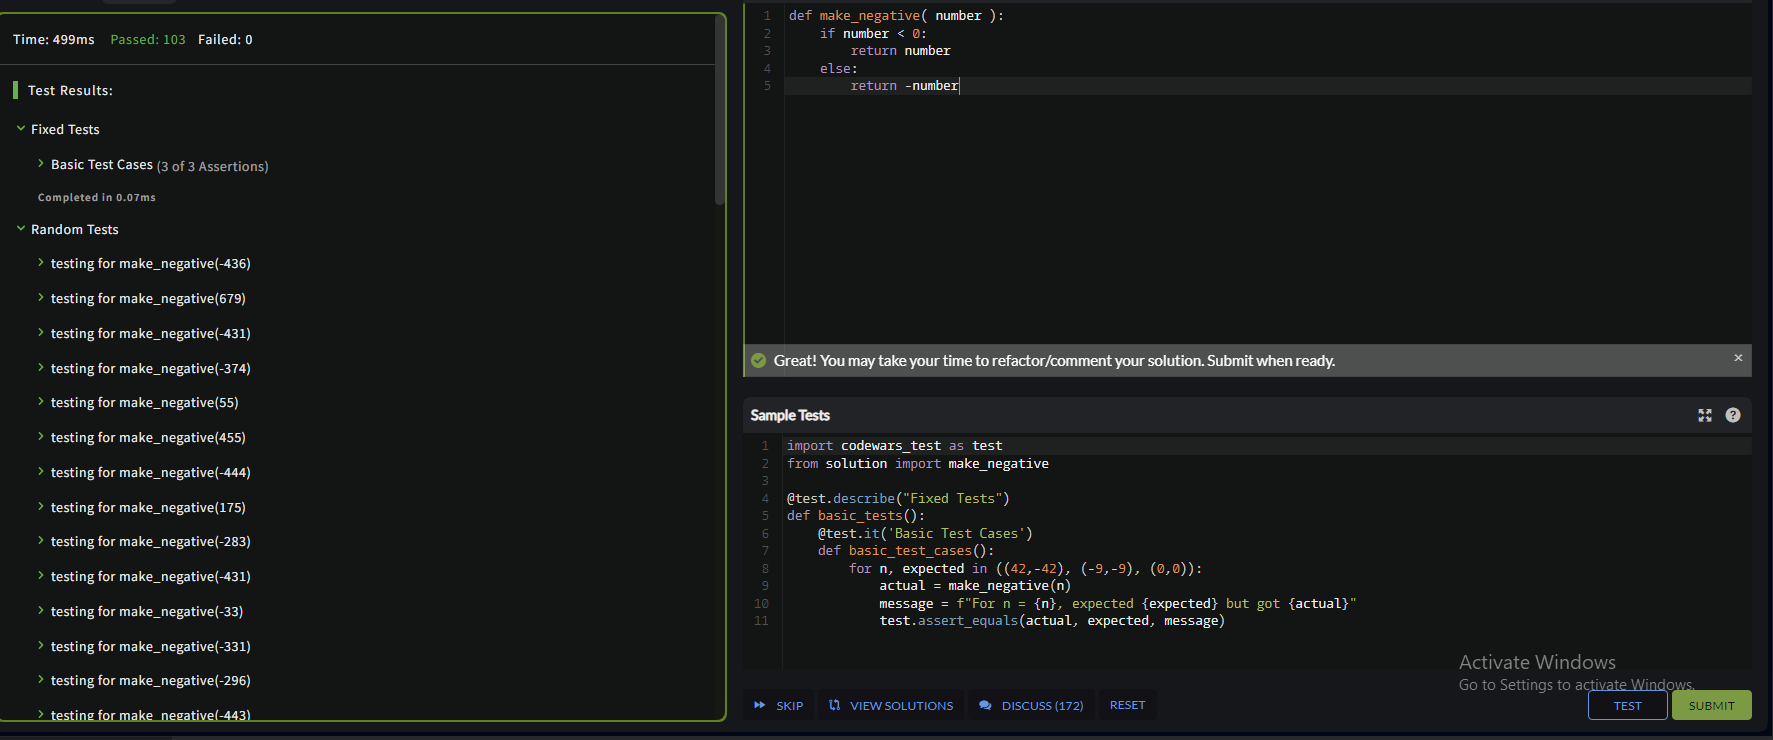 Time: 499ms Passed: 103 Failed: 0
Test Results:
Fixed Tests
Basic Test Cases (3 of 3 Assertions)
Completed in 0.07ms
Random Tests
testing for make_negative(-436)
testing for make_negative(679)
testing for make_negative(-431)
testing for make_negative(-374)
testing for make_negative(55)
testing for make_negative(455)
testing for make_negative(-444)
testing for make_negative(175)
testing for make_negative(-283)
testing for make_negative(-431)
testing for make_negative(-33)
testing for make_negative(-331)
testing for make_negative(-296)
testing for make_negative(-443)
1 def make_negative( number ):
2     if number < 0:
3         return number
4     else:
5         return -number
Great! You may take your time to refactor/comment your solution. Submit when ready. ×
Sample Tests ?
1 import codewars_test as test
2 from solution import make_negative
3
4 @test.describe("Fixed Tests")
5 def basic_tests():
6     @test.it('Basic Test Cases')
7     def basic_test_cases():
8         for n, expected in ((42,-42), (-9,-9), (0,0)):
9             actual = make_negative(n)
10             message = f"For n = {n}, expected {expected} but got {actual}"
11             test.assert_equals(actual, expected, message)
Activate Windows
Go to Settings to activate Windows.
SKIP VIEW SOLUTIONS DISCUSS (172) RESET TEST SUBMIT